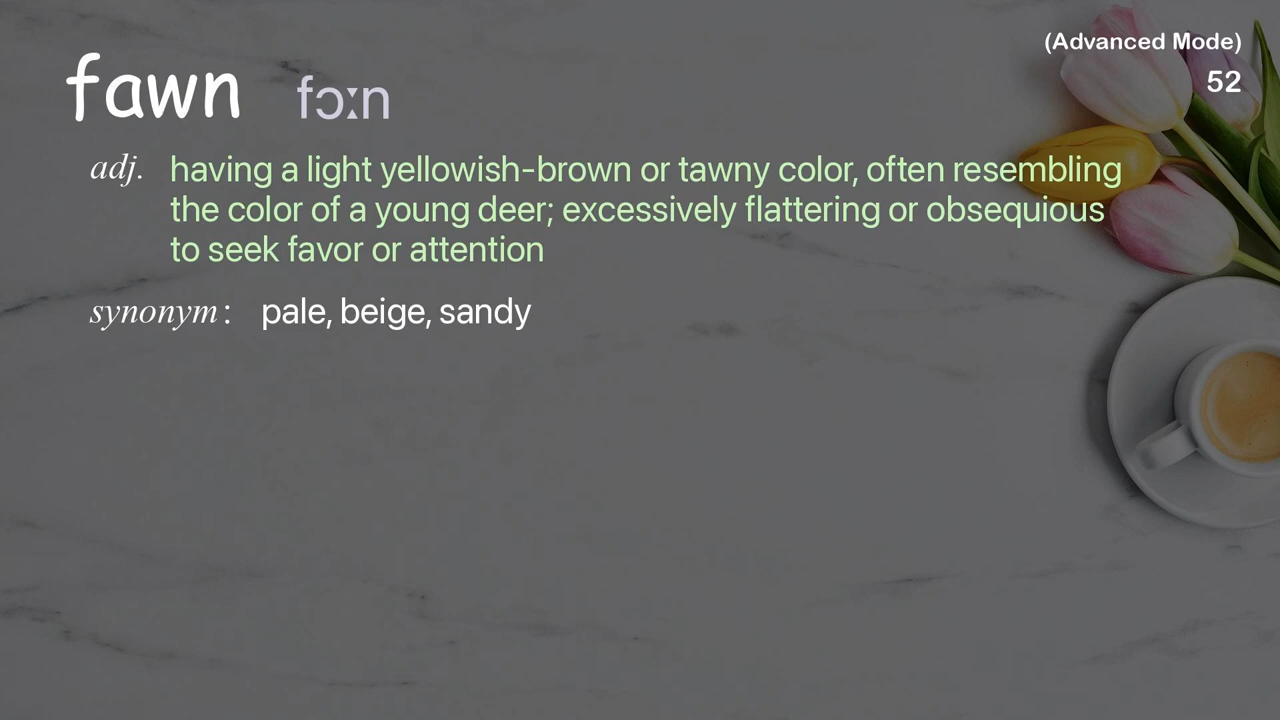 (Advanced Mode)
52
fawn fɔːn
adj. having a light yellowish-brown or tawny color, often resembling
the color of a young deer; excessively flattering or obsequious
to seek favor or attention
synonym: pale, beige, sandy